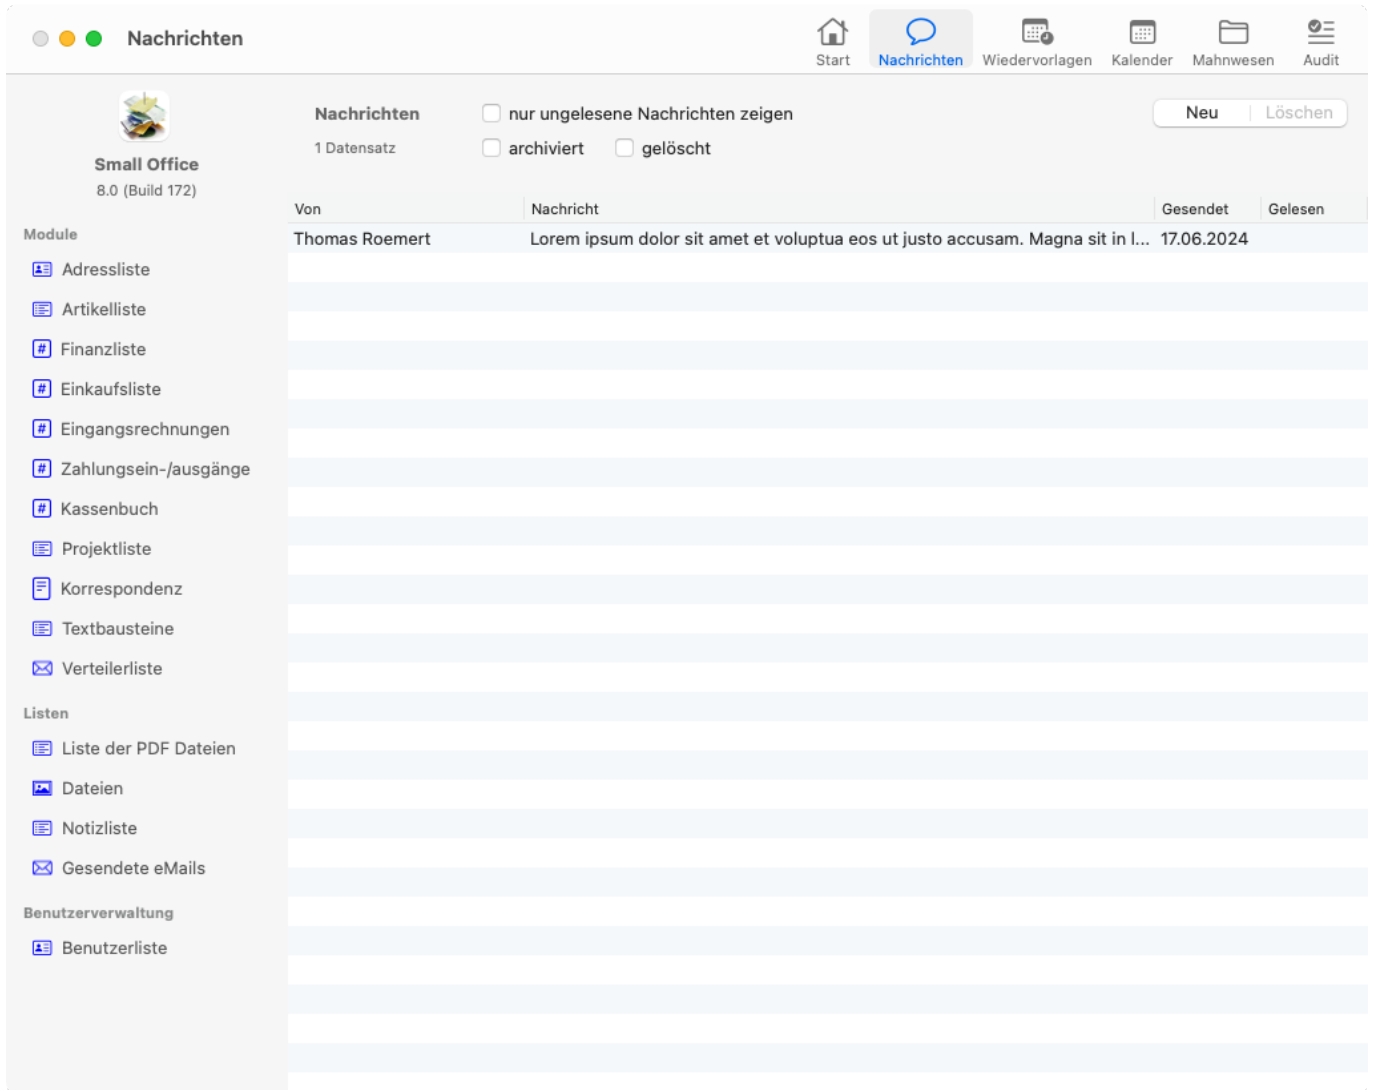 Nachrichten
Start
Nachrichten
Wiedervorlagen
Kalender
Mahnwesen
Audit
Small Office
8.0 (Build 172)
Module
Adressliste
Artikelliste
Finanzliste
Einkaufsliste
Eingangsrechnungen
Zahlungsein-/ausgänge
Kassenbuch
Projektliste
Korrespondenz
Textbausteine
Verteilerliste
Listen
Liste der PDF Dateien
Dateien
Notizliste
Gesendete eMails
Benutzerverwaltung
Benutzerliste
Nachrichten
nur ungelesene Nachrichten zeigen
Neu
Löschen
1 Datensatz
archiviert
gelöscht
Von Nachricht Gesendet Gelesen
Thomas Roemert Lorem ipsum dolor sit amet et voluptua eos ut justo accusam. Magna sit in l... 17.06.2024